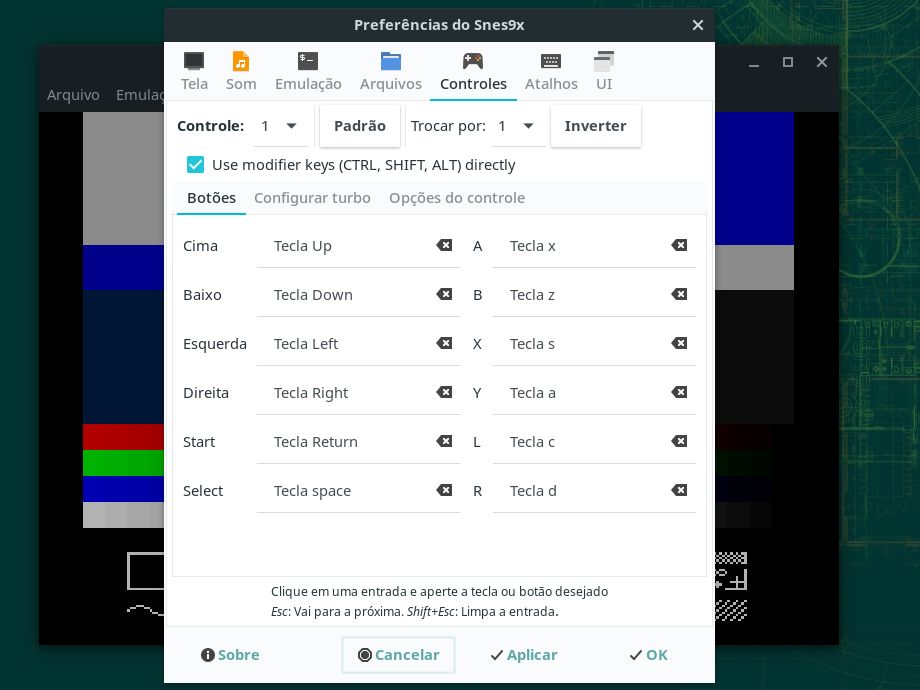 Preferências do Snes9x
Tela Som Emulação Arquivos Controles Atalhos UI
Arquivo
Controle: 1 Padrão Trocar por: 1 Inverter
Use modifier keys (CTRL, SHIFT, ALT) directly
Botões Configurar turbo Opções do controle
Cima Tecla Up A Tecla x
Baixo Tecla Down B Tecla z
Esquerda Tecla Left X Tecla s
Direita Tecla Right Y Tecla a
Start Tecla Return L Tecla c
Select Tecla space R Tecla d
Clique em uma entrada e aperte a tecla ou botão desejado
Esc: Vai para a próxima. Shift+Esc: Limpa a entrada.
Sobre Cancelar Aplicar OK